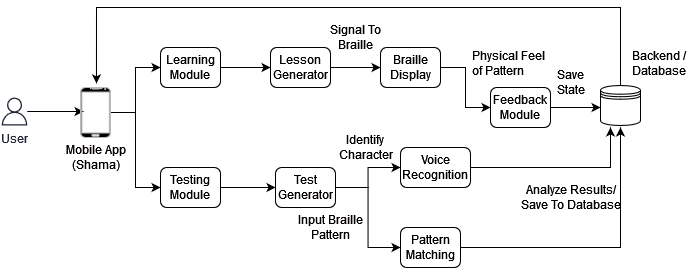 Signal To
Braille
Learning
Module
Lesson
Generator
Braille
Display
Physical Feel
of Pattern
Save
State
Backend /
Database
Feedback
Module
User
Mobile App
(Shama)
Identify
Character
Voice
Recognition
Testing
Module
Test
Generator
Analyze Results/
Save To Database
Input Braille
Pattern
Pattern
Matching